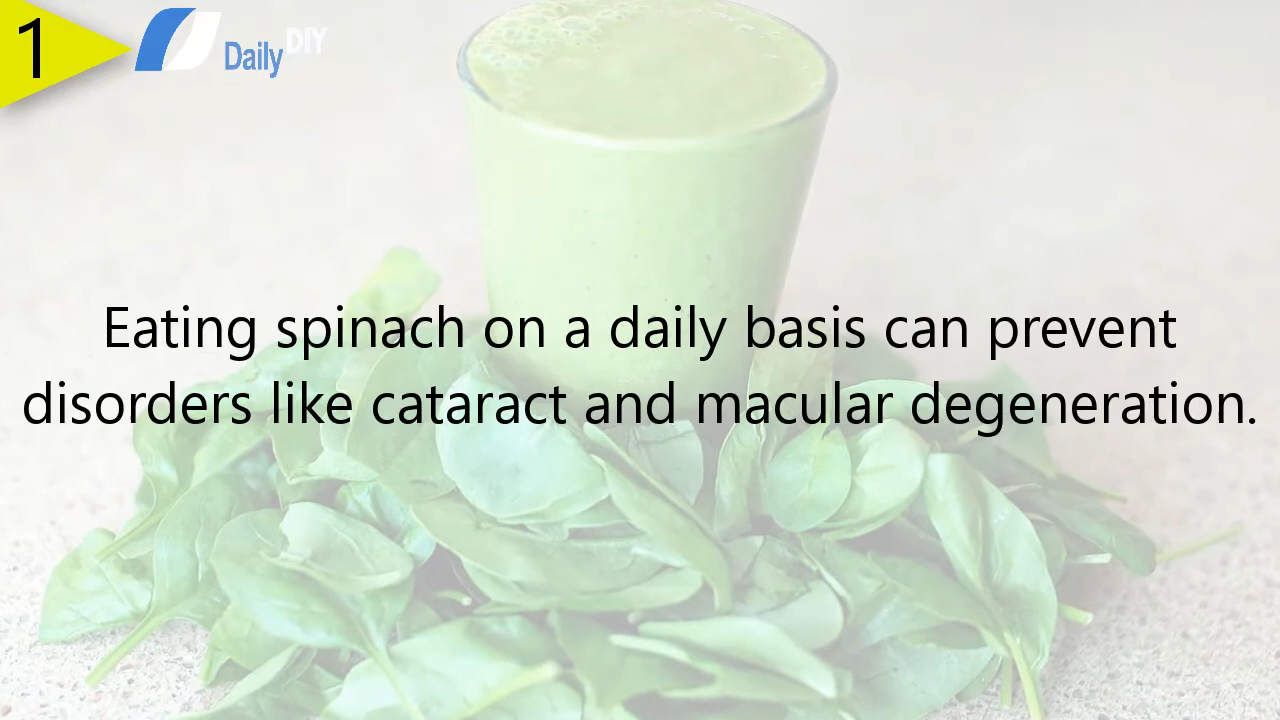 1
Daily DIY
Eating spinach on a daily basis can prevent
disorders like cataract and macular degeneration.